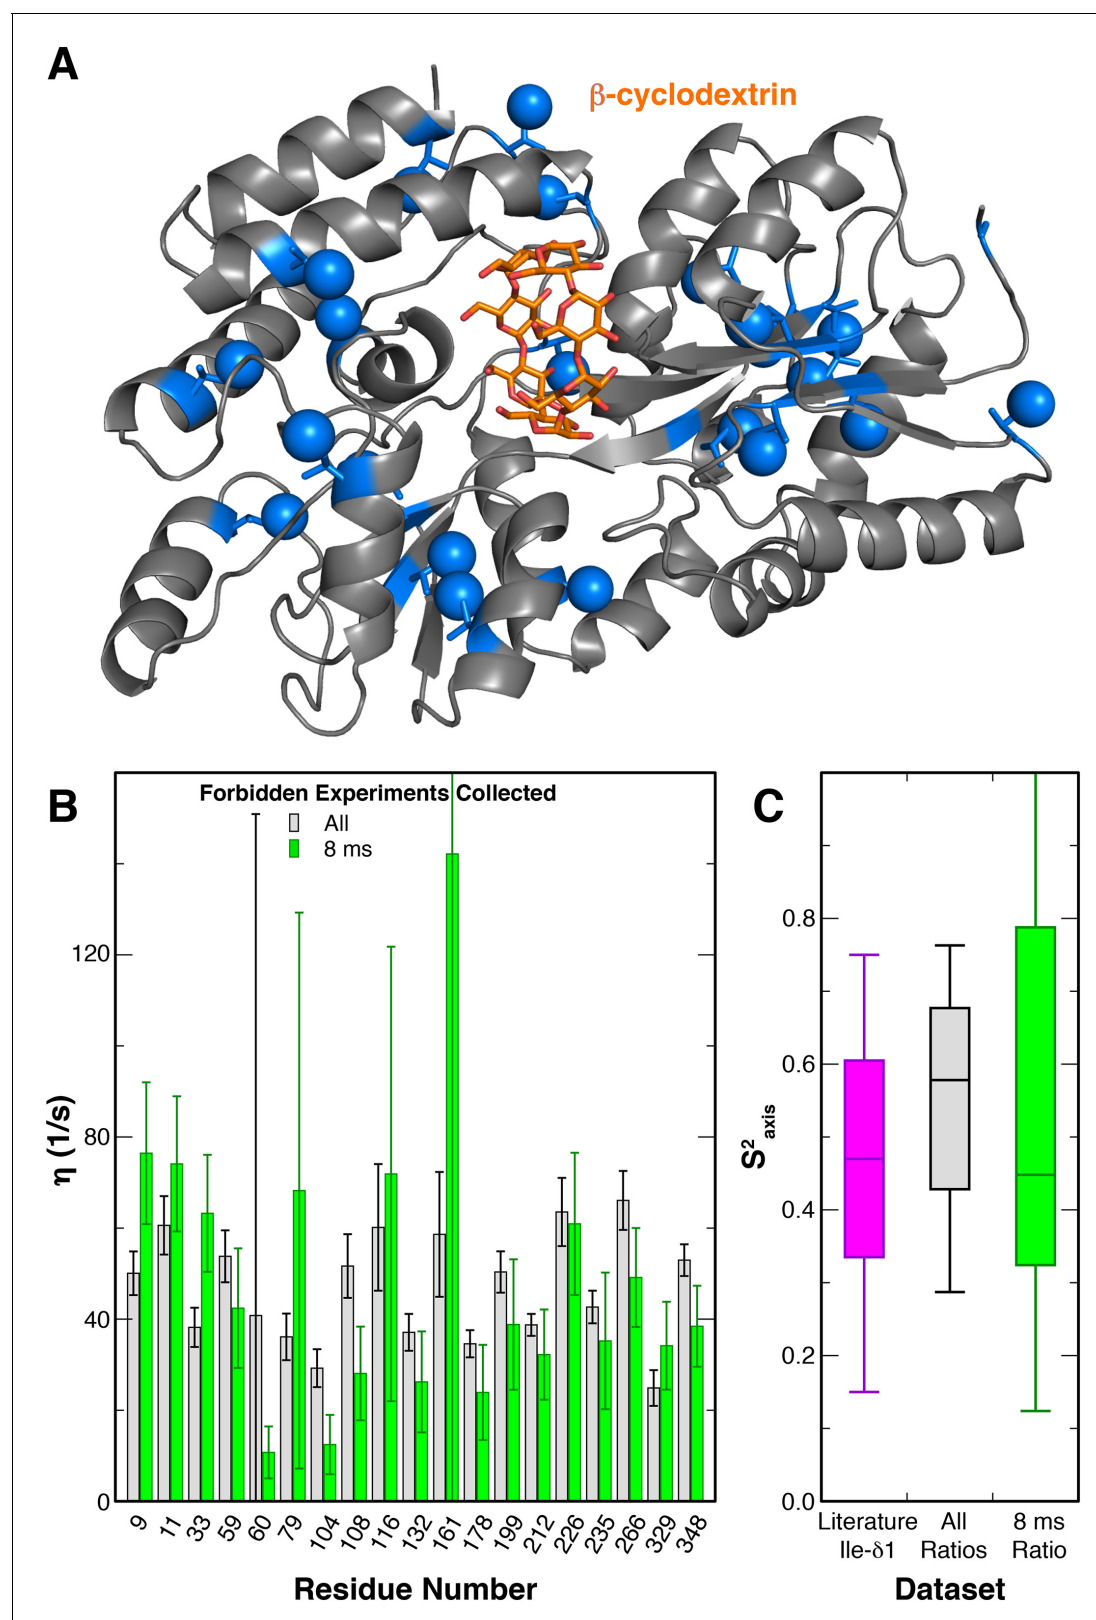 A
β-cyclodextrin
B
Forbidden Experiments Collected
All
8 ms
120
80
40
0
η (1/s)
9 11 33 59 60 79 104 108 116 132 161 178 199 212 226 235 266 329 348
Residue Number
C
0.8
0.6
0.4
0.2
0.0
S²axis
Literature Ile-δ1
All Ratios
8 ms Ratio
Dataset